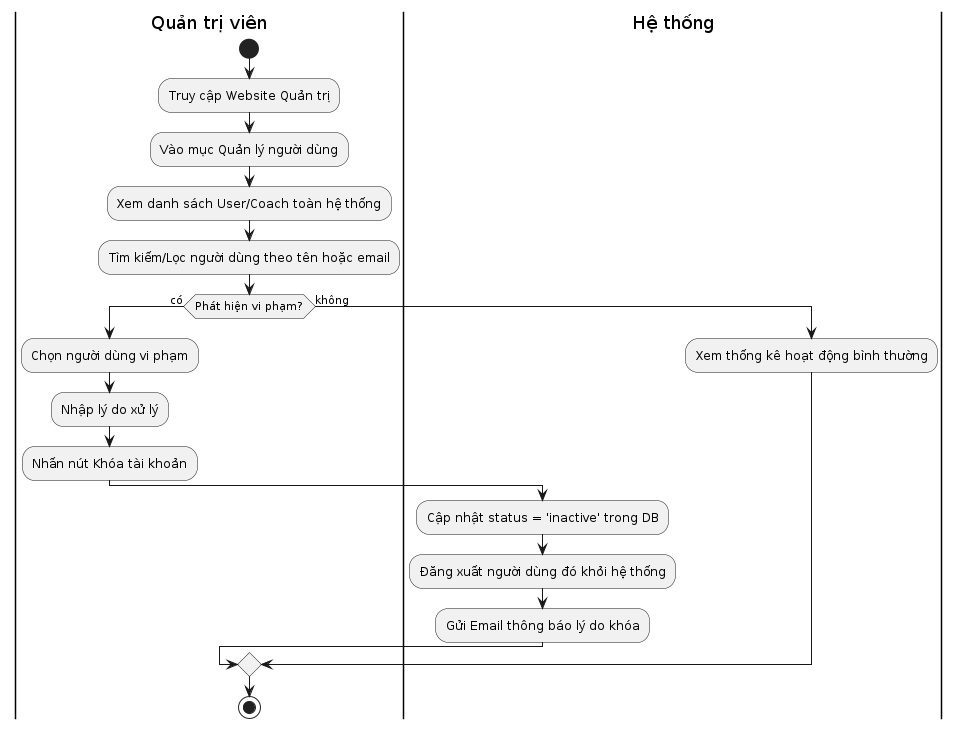 Quản trị viên
Hệ thống
Truy cập Website Quản trị
Vào mục Quản lý người dùng
Xem danh sách User/Coach toàn hệ thống
Tìm kiếm/Lọc người dùng theo tên hoặc email
có
Phát hiện vi phạm?
không
Chọn người dùng vi phạm
Xem thống kê hoạt động bình thường
Nhập lý do xử lý
Nhấn nút Khóa tài khoản
Cập nhật status = 'inactive' trong DB
Đăng xuất người dùng đó khỏi hệ thống
Gửi Email thông báo lý do khóa